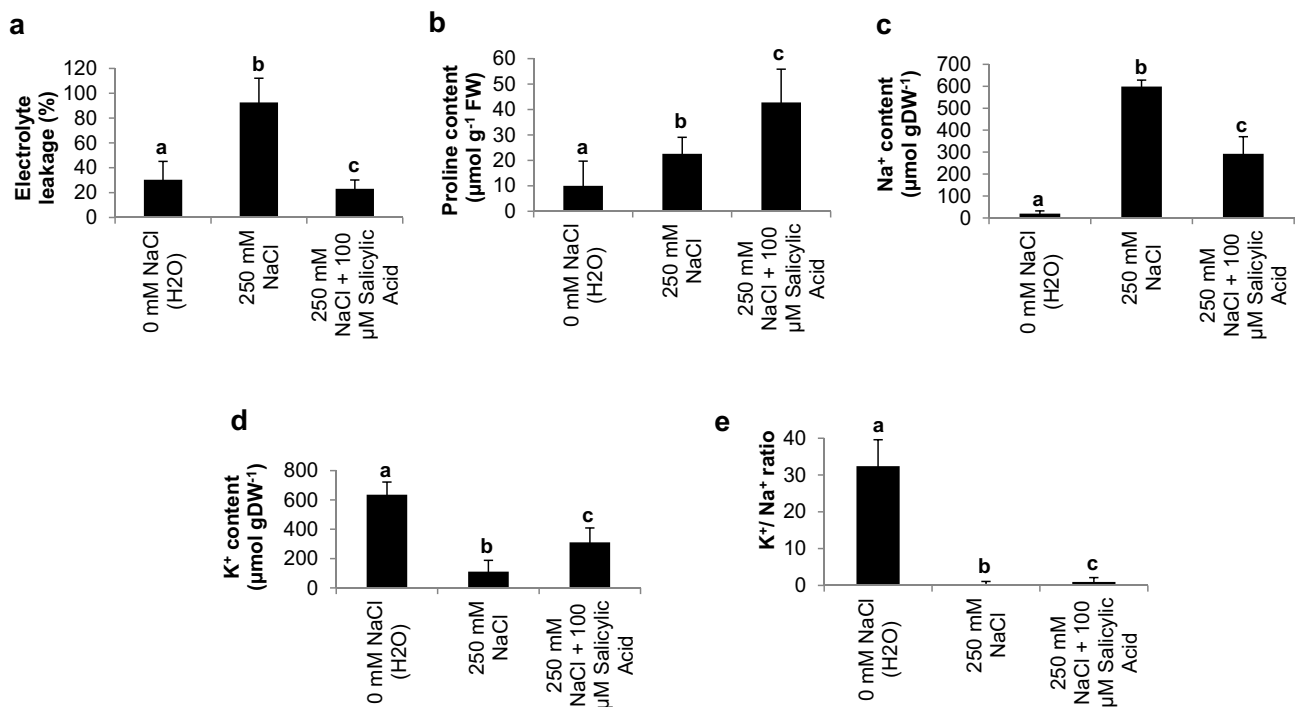 a
Electrolyte
leakage (%)
120
100
80
60
40
20
0
a
b
c
0 mM NaCl
(H2O)
250 mM
NaCl
250 mM
NaCl + 100
µM Salicylic
Acid
b
Proline content
(µmol g⁻¹ FW)
60
50
40
30
20
10
0
a
b
c
0 mM NaCl
(H2O)
250 mM
NaCl
250 mM
NaCl + 100
µM Salicylic
Acid
c
Na⁺ content
(µmol gDW⁻¹)
700
600
500
400
300
200
100
0
a
b
c
0 mM NaCl
(H2O)
250 mM
NaCl
250 mM
NaCl + 100
µM Salicylic
Acid
d
K⁺ content
(µmol gDW⁻¹)
800
600
400
200
0
a
b
c
0 mM NaCl
(H2O)
250 mM
NaCl
250 mM
NaCl + 100
µM Salicylic
Acid
e
K⁺/ Na⁺ ratio
40
30
20
10
0
a
b
c
0 mM NaCl
(H2O)
250 mM
NaCl
250 mM
NaCl + 100
µM Salicylic
Acid